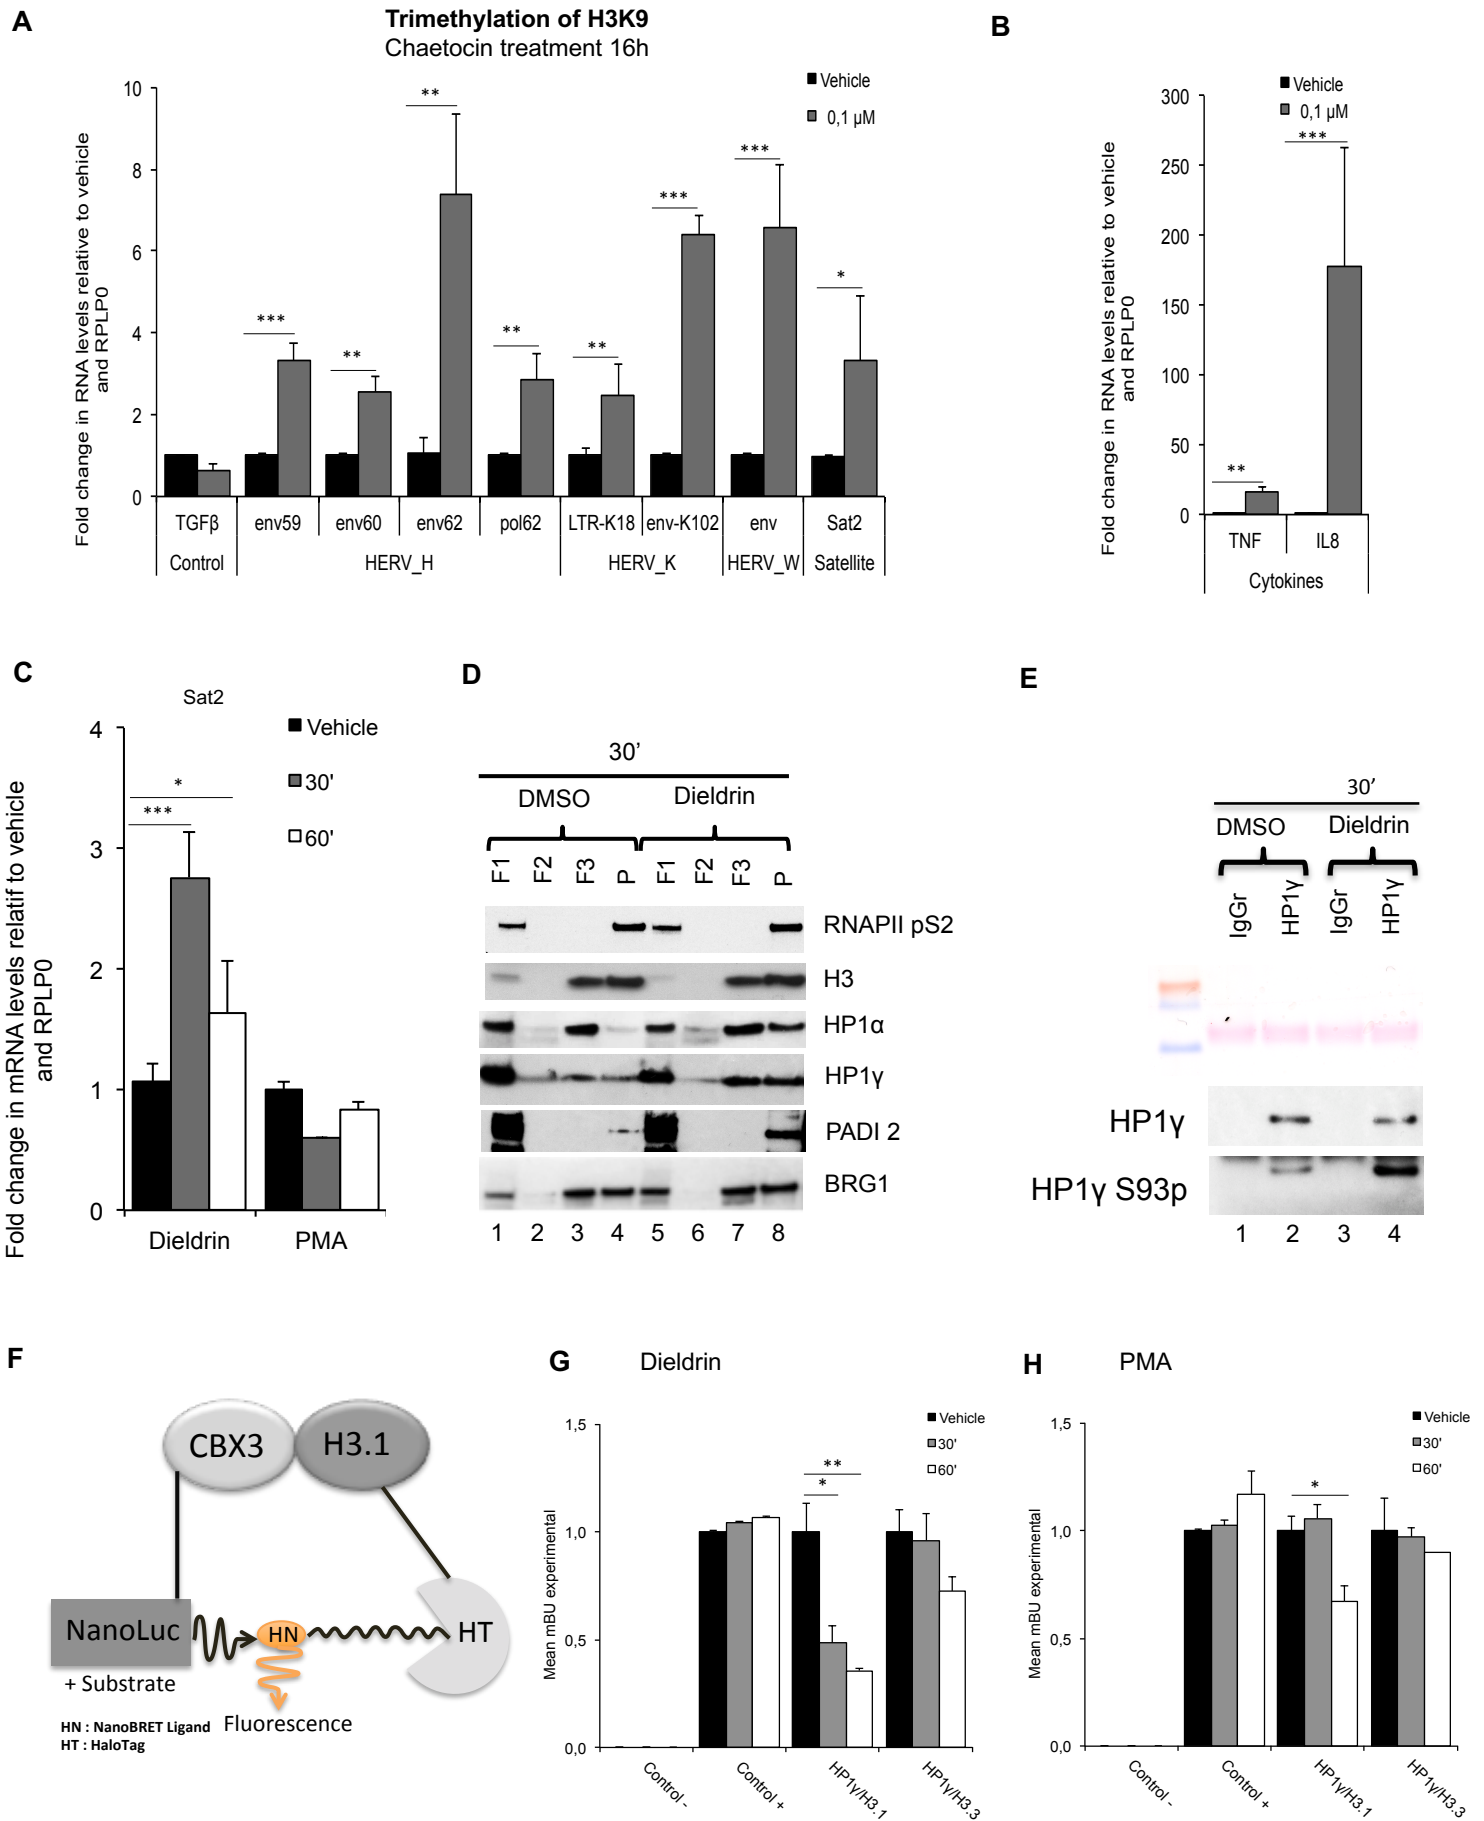 A
Trimethylation of H3K9
Chaetocin treatment 16h
Vehicle
0,1 µM
Fold change in RNA levels relative to vehicle
and RPLP0
10
8
6
4
2
0
**
***
***
*
***
**
**
**
TGFβ env59 env60 env62 pol62 LTR-K18 env-K102 env Sat2
Control HERV_H HERV_K HERV_W Satellite
B
Vehicle
0,1 µM
Fold change in RNA levels relative to vehicle
and RPLP0
300
250
200
150
100
50
0
***
**
TNF IL8
Cytokines
C
Sat2
Vehicle
30'
60'
Fold change in mRNA levels relatif to vehicle
and RPLP0
4
3
2
1
0
*
***
Dieldrin PMA
D
30’
DMSO Dieldrin
F1 F2 F3 P F1 F2 F3 P
RNAPII pS2
H3
HP1α
HP1γ
PADI 2
BRG1
1 2 3 4 5 6 7 8
E
30’
DMSO Dieldrin
IgGr HP1γ IgGr HP1γ
HP1γ
HP1γ S93p
1 2 3 4
F
CBX3 H3.1
NanoLuc HN HT
+ Substrate
HN : NanoBRET Ligand
HT : HaloTag
Fluorescence
G Dieldrin
Vehicle
30'
60'
Mean mBU experimental
1,5
1,0
0,5
0,0
**
*
Control - Control + HP1γ/H3.1 HP1γ/H3.3
H PMA
Vehicle
30'
60'
Mean mBU experimental
1,5
1,0
0,5
0,0
*
Control - Control + HP1γ/H3.1 HP1γ/H3.3